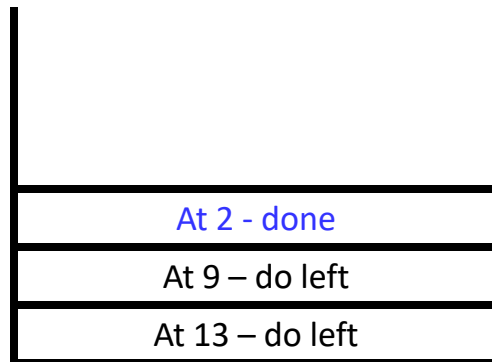 At 2 - done
At 9 – do left
At 13 – do left